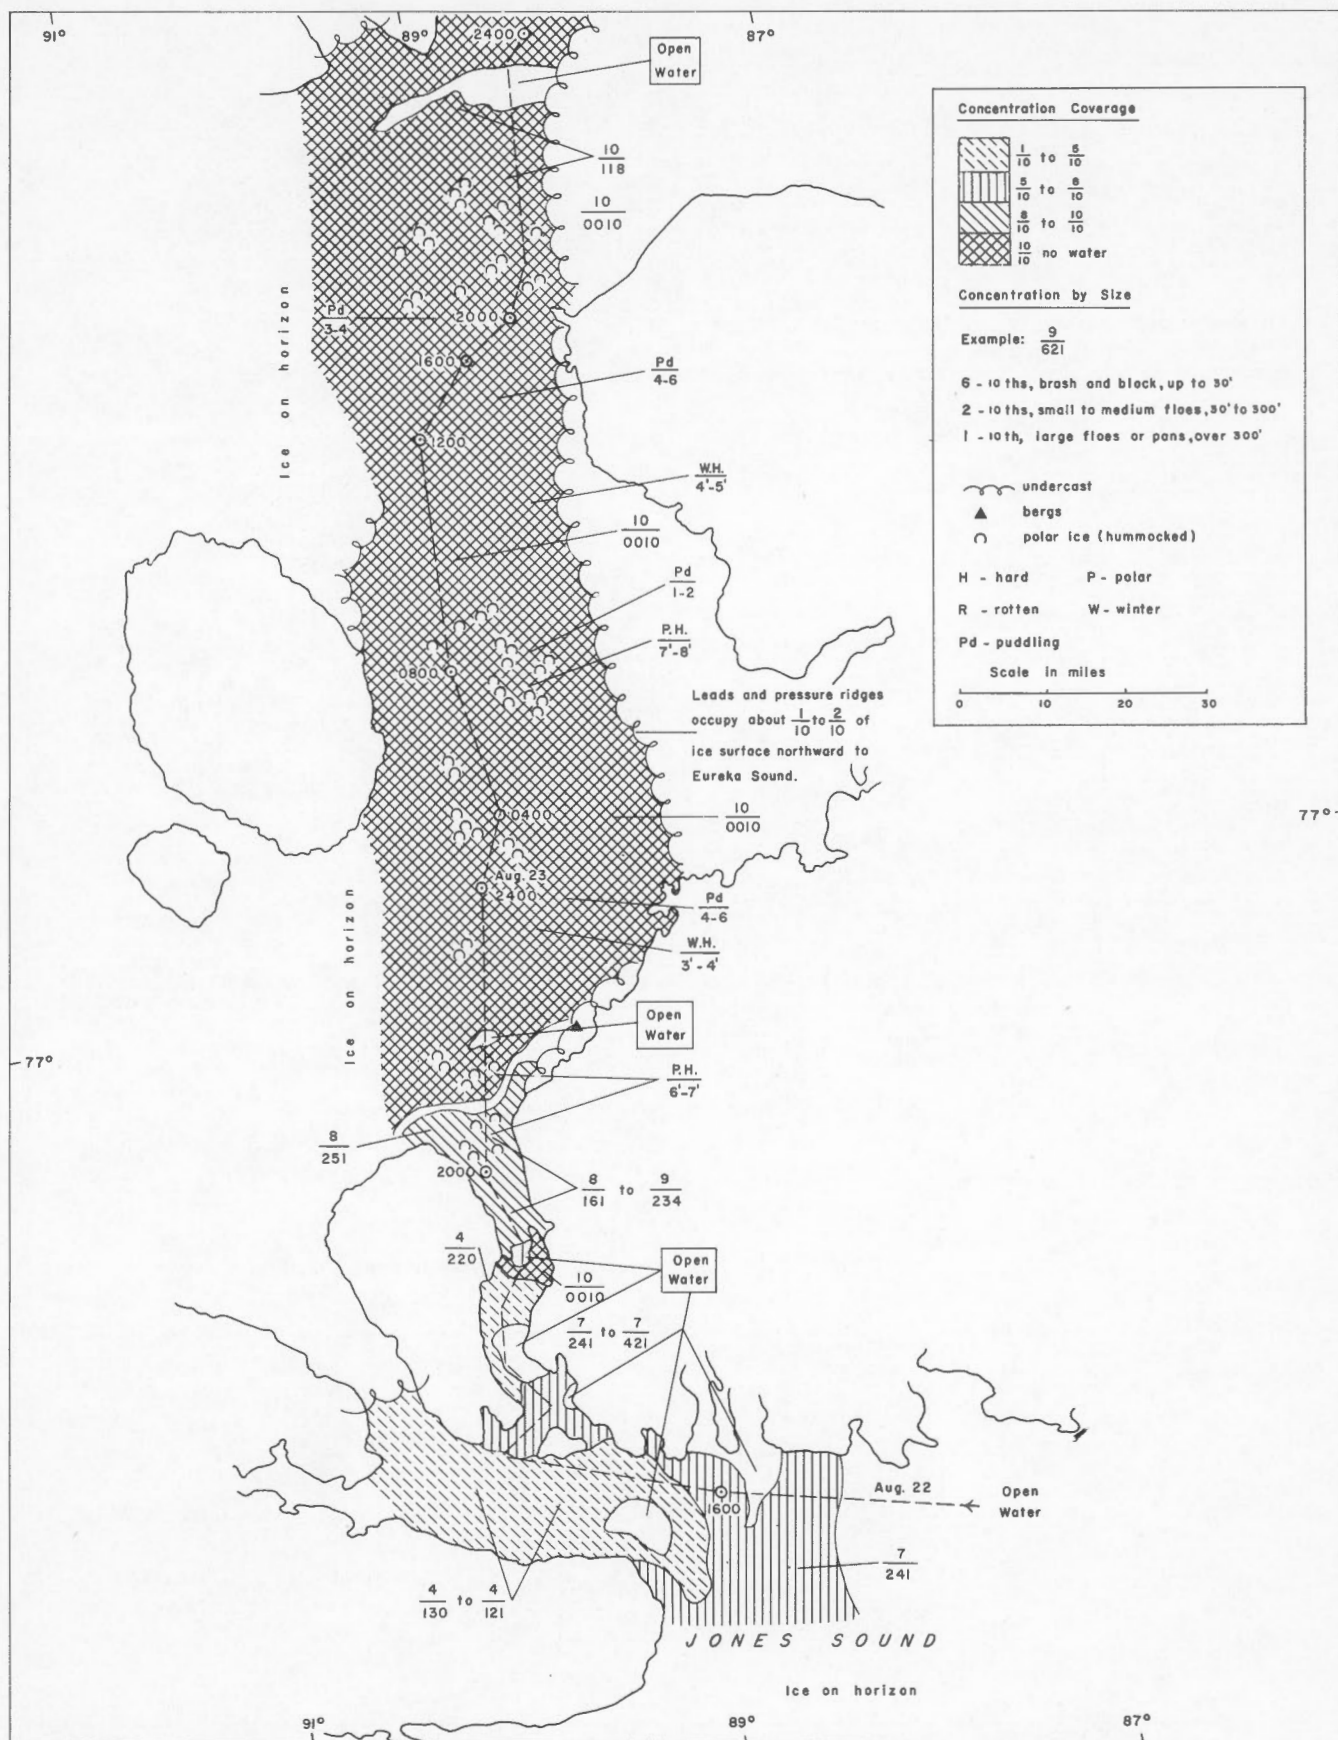 91°
89°
87°
2400
Open
Water
10
118
10
0010
Ice on horizon
Pd
3-4
2000
1600
Pd
4-6
1200
W.H.
4'-5'
10
0010
Pd
1-2
P.H.
7'-8'
0800
Leads and pressure ridges
occupy about 1/10 to 2/10 of
ice surface northward to
Eureka Sound.
0400
10
0010
77°
Aug. 23
2400
Pd
4-6
W.H.
3'-4'
Ice on horizon
Open
Water
77°
P.H.
6'-7'
8
251
2000
8/161 to 9/234
4
220
Open
Water
10
0010
7/241 to 7/421
1600
Aug. 22
Open
Water
7
241
4/130 to 4/121
JONES SOUND
Ice on horizon
91°
89°
87°
Concentration Coverage
1/10 to 5/10
5/10 to 8/10
8/10 to 10/10
10/10 no water
Concentration by Size
Example: 9/621
6 - 10 ths, brash and block, up to 30'
2 - 10 ths, small to medium floes, 30' to 300'
1 - 10 th, large floes or pans, over 300'
undercast
bergs
polar ice (hummocked)
H - hard P - polar
R - rotten W - winter
Pd - puddling
Scale in miles
0 10 20 30